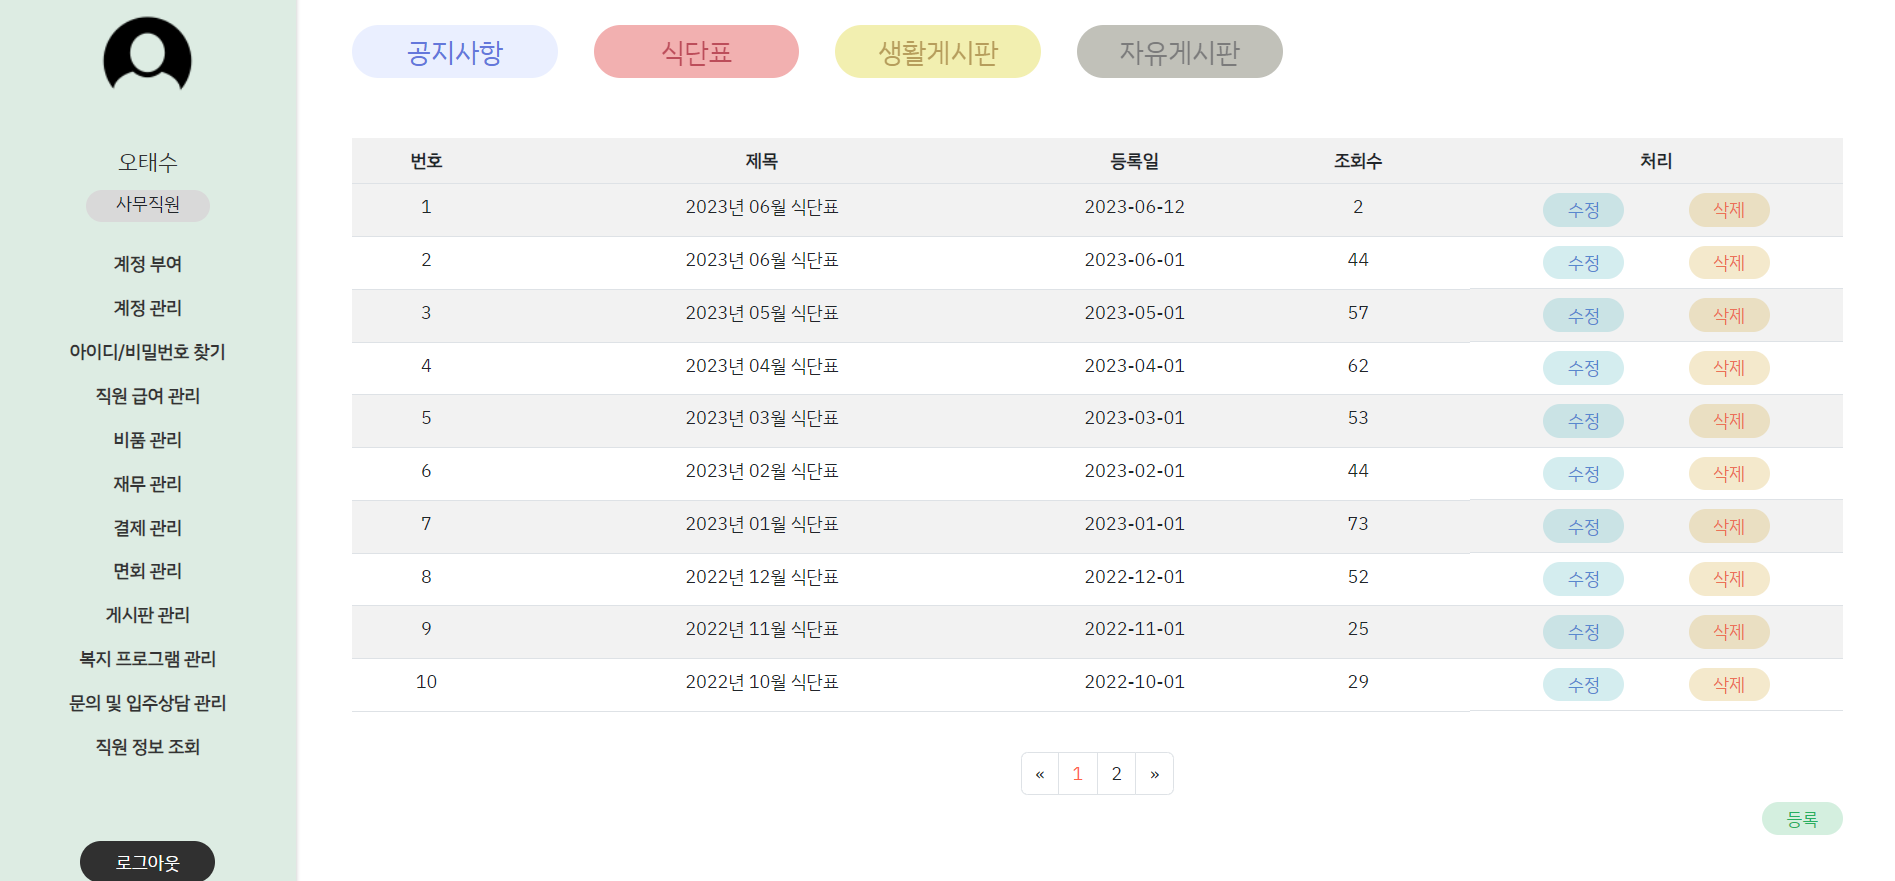 오태수
사무직원
계정 부여
계정 관리
아이디/비밀번호 찾기
직원 급여 관리
비품 관리
재무 관리
결제 관리
면회 관리
게시판 관리
복지 프로그램 관리
문의 및 입주상담 관리
직원 정보 조회
로그아웃
공지사항 식단표 생활게시판 자유게시판
번호 제목 등록일 조회수 처리
1 2023년 06월 식단표 2023-06-12 2 수정 삭제
2 2023년 06월 식단표 2023-06-01 44 수정 삭제
3 2023년 05월 식단표 2023-05-01 57 수정 삭제
4 2023년 04월 식단표 2023-04-01 62 수정 삭제
5 2023년 03월 식단표 2023-03-01 53 수정 삭제
6 2023년 02월 식단표 2023-02-01 44 수정 삭제
7 2023년 01월 식단표 2023-01-01 73 수정 삭제
8 2022년 12월 식단표 2022-12-01 52 수정 삭제
9 2022년 11월 식단표 2022-11-01 25 수정 삭제
10 2022년 10월 식단표 2022-10-01 29 수정 삭제
« 1 2 »
등록